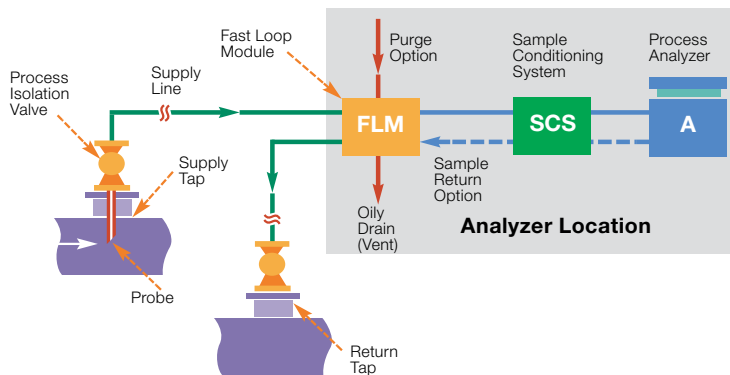 Fast Loop
Module
Purge
Option
Sample
Conditioning
System
Process
Analyzer
Process
Isolation
Valve
Supply
Line
FLM
SCS
A
Supply
Tap
Sample
Return
Option
Oily
Drain
(Vent)
Analyzer Location
Probe
Return
Tap